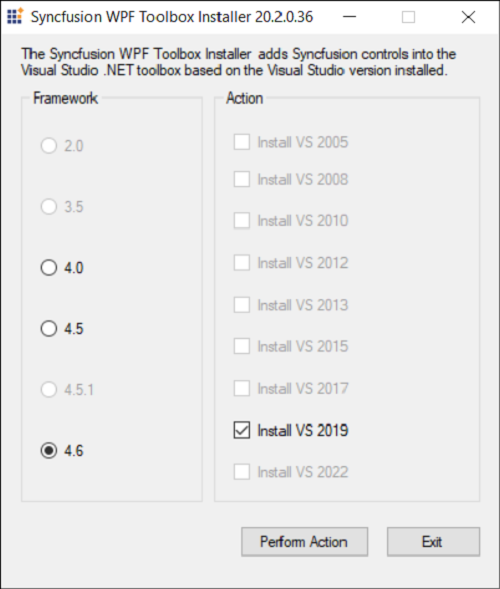 Syncfusion WPF Toolbox Installer 20.2.0.36
The Syncfusion WPF Toolbox Installer adds Syncfusion controls into the
Visual Studio .NET toolbox based on the Visual Studio version installed.
Framework
2.0
3.5
4.0
4.5
4.5.1
4.6
Action
Install VS 2005
Install VS 2008
Install VS 2010
Install VS 2012
Install VS 2013
Install VS 2015
Install VS 2017
Install VS 2019
Install VS 2022
Perform Action
Exit